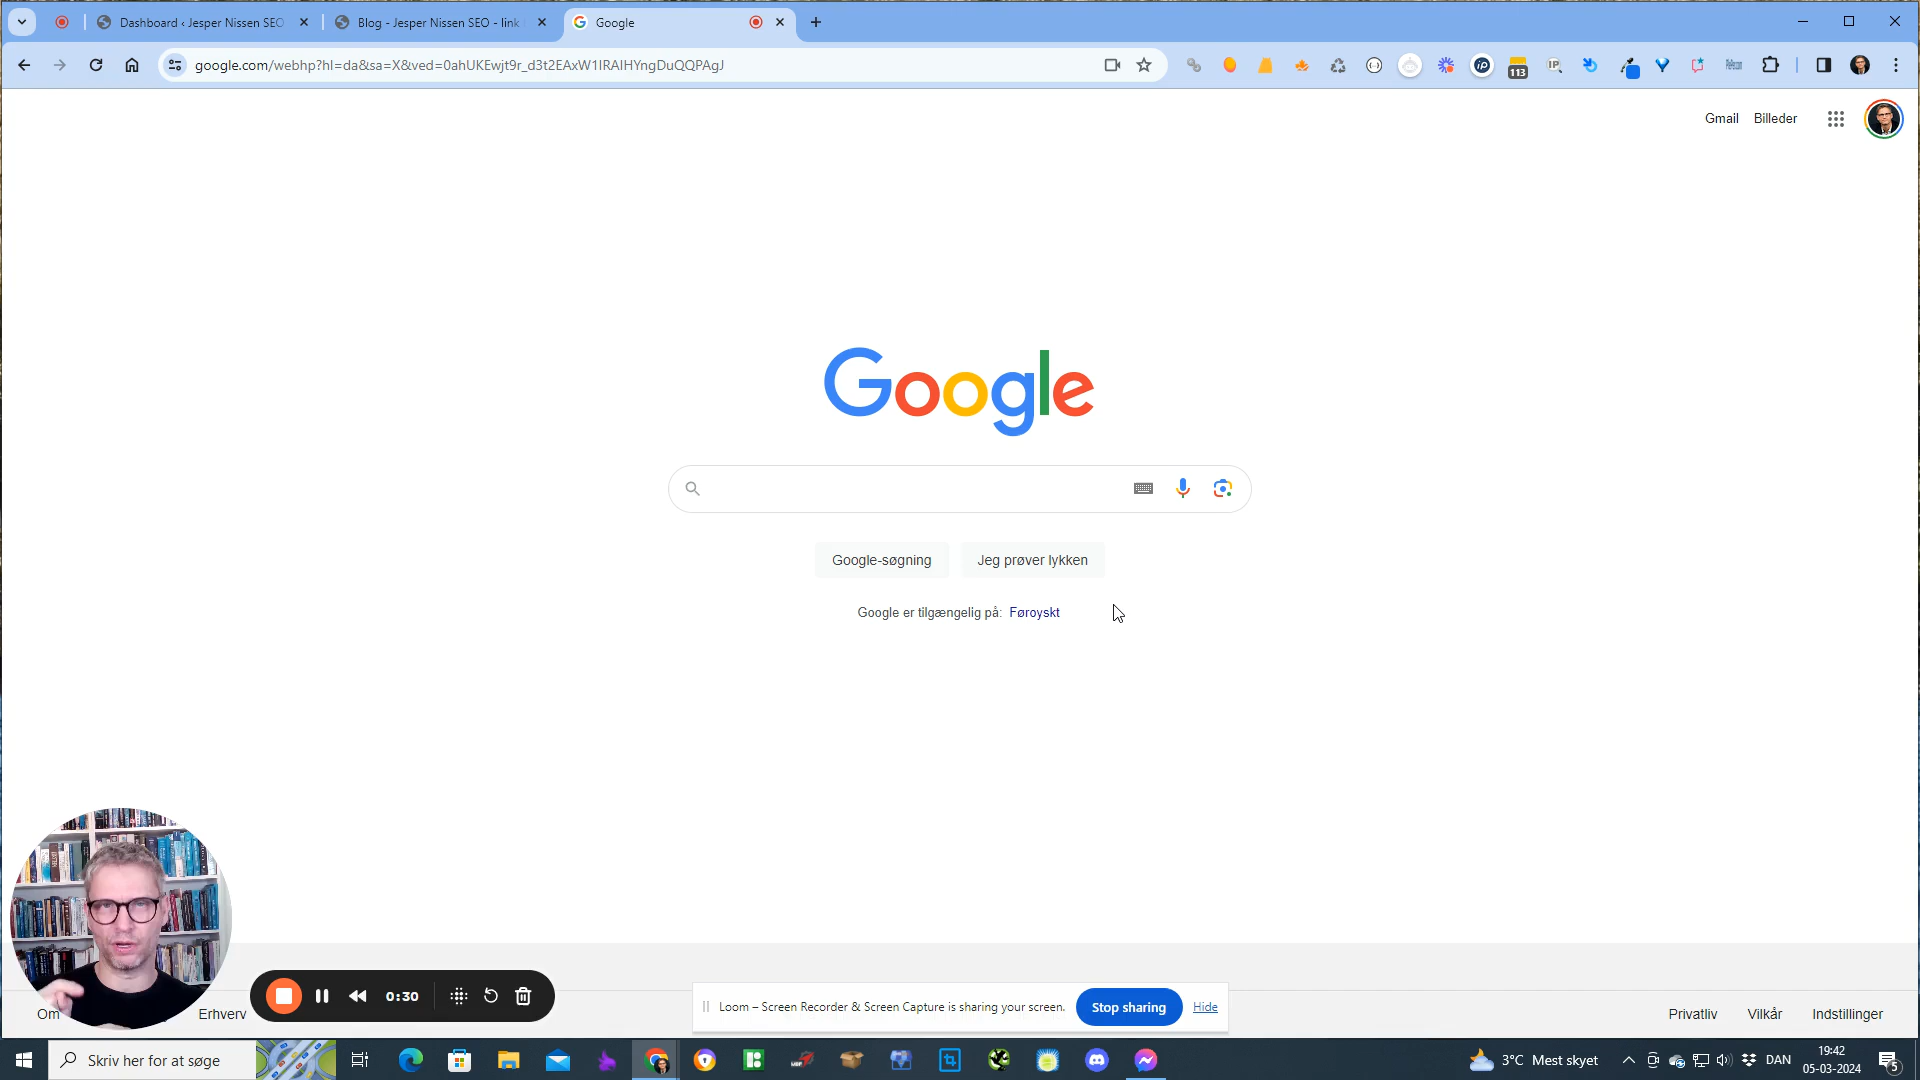 Dashboard ‹ Jesper Nissen SEO
Blog - Jesper Nissen SEO - link
Google
google.com/webhp?hl=da&sa=X&ved=0ahUKEwjt9r_d3t2EAxW1IRAIHYngDuQQPAgJ
113
Gmail
Billeder
Google
Google-søgning
Jeg prøver lykken
Google er tilgængelig på: Føroyskt
0:30
Loom – Screen Recorder & Screen Capture is sharing your screen.
Stop sharing
Hide
Om
Erhverv
Privatliv
Vilkår
Indstillinger
Skriv her for at søge
3°C Mest skyet
DAN
19:42
05-03-2024
5